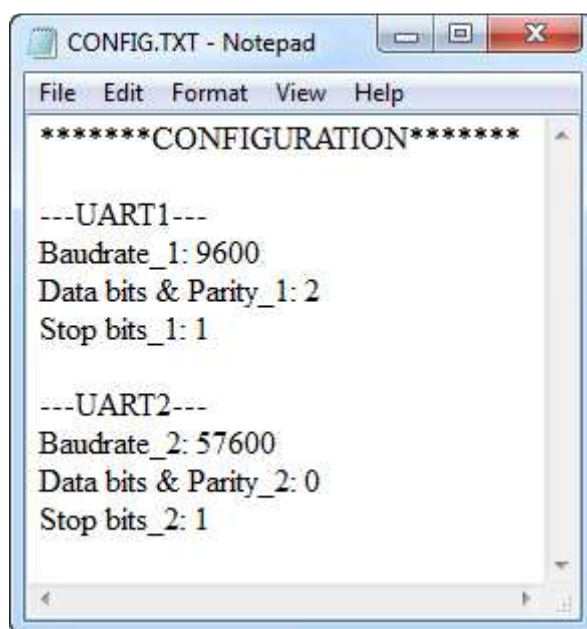 CONFIG.TXT - Notepad
File Edit Format View Help
*******CONFIGURATION*******
---UART1---
Baudrate_1: 9600
Data bits & Parity_1: 2
Stop bits_1: 1
---UART2---
Baudrate_2: 57600
Data bits & Parity_2: 0
Stop bits_2: 1